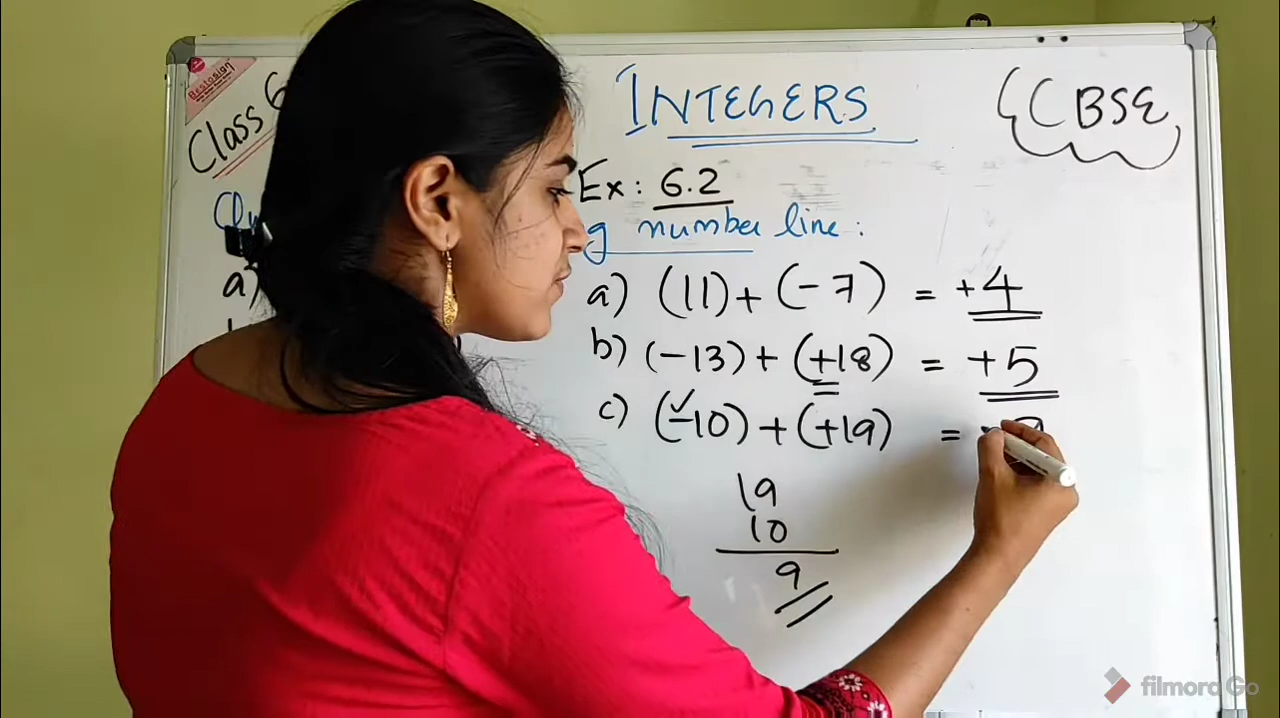 Bestosign
Class 6
INTEGERS
CBSE
Ex: 6.2
g number line:
a)
a) (11) + (-7) = +4
b) (-13) + (+18) = +5
c) (-10) + (+19) =
19
10
9
filmora Go